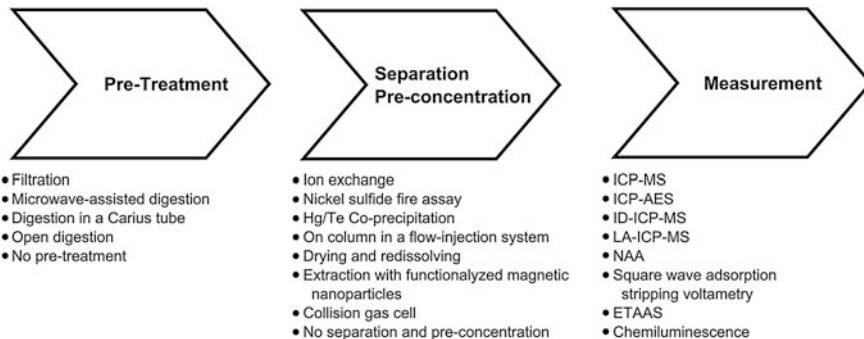 Pre-Treatment
• Filtration
• Microwave-assisted digestion
• Digestion in a Carius tube
• Open digestion
• No pre-treatment
Separation
Pre-concentration
• Ion exchange
• Nickel sulfide fire assay
• Hg/Te Co-precipitation
• On column in a flow-injection system
• Drying and redissolving
• Extraction with functionalized magnetic
nanoparticles
• Collision gas cell
• No separation and pre-concentration
Measurement
• ICP-MS
• ICP-AES
• ID-ICP-MS
• LA-ICP-MS
• NAA
• Square wave adsorption
stripping voltametry
• ETAAS
• Chemiluminescence